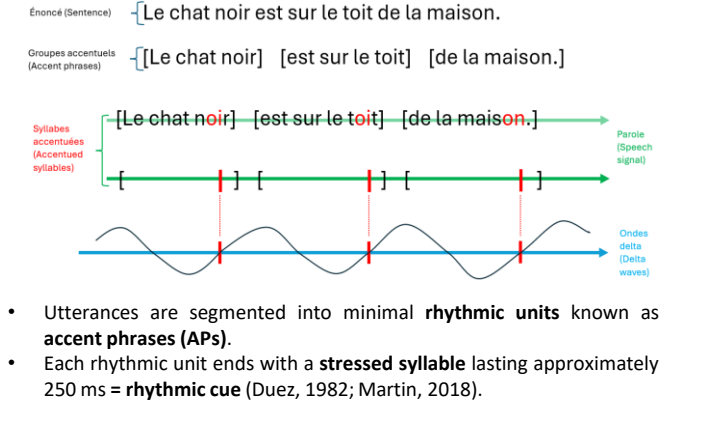 Énoncé (Sentence)
Le chat noir est sur le toit de la maison.
Groupes accentuels
(Accent phrases)
[Le chat noir] [est sur le toit] [de la maison.]
Syllabes
accentuées
(Accentued
syllables)
[Le chat noir] [est sur le toit] [de la maison.]
Parole
(Speech
signal)
[ ] [ ] [ ]
Ondes
delta
(Delta
waves)
• Utterances are segmented into minimal rhythmic units known as
accent phrases (APs).
• Each rhythmic unit ends with a stressed syllable lasting approximately
250 ms = rhythmic cue (Duez, 1982; Martin, 2018).